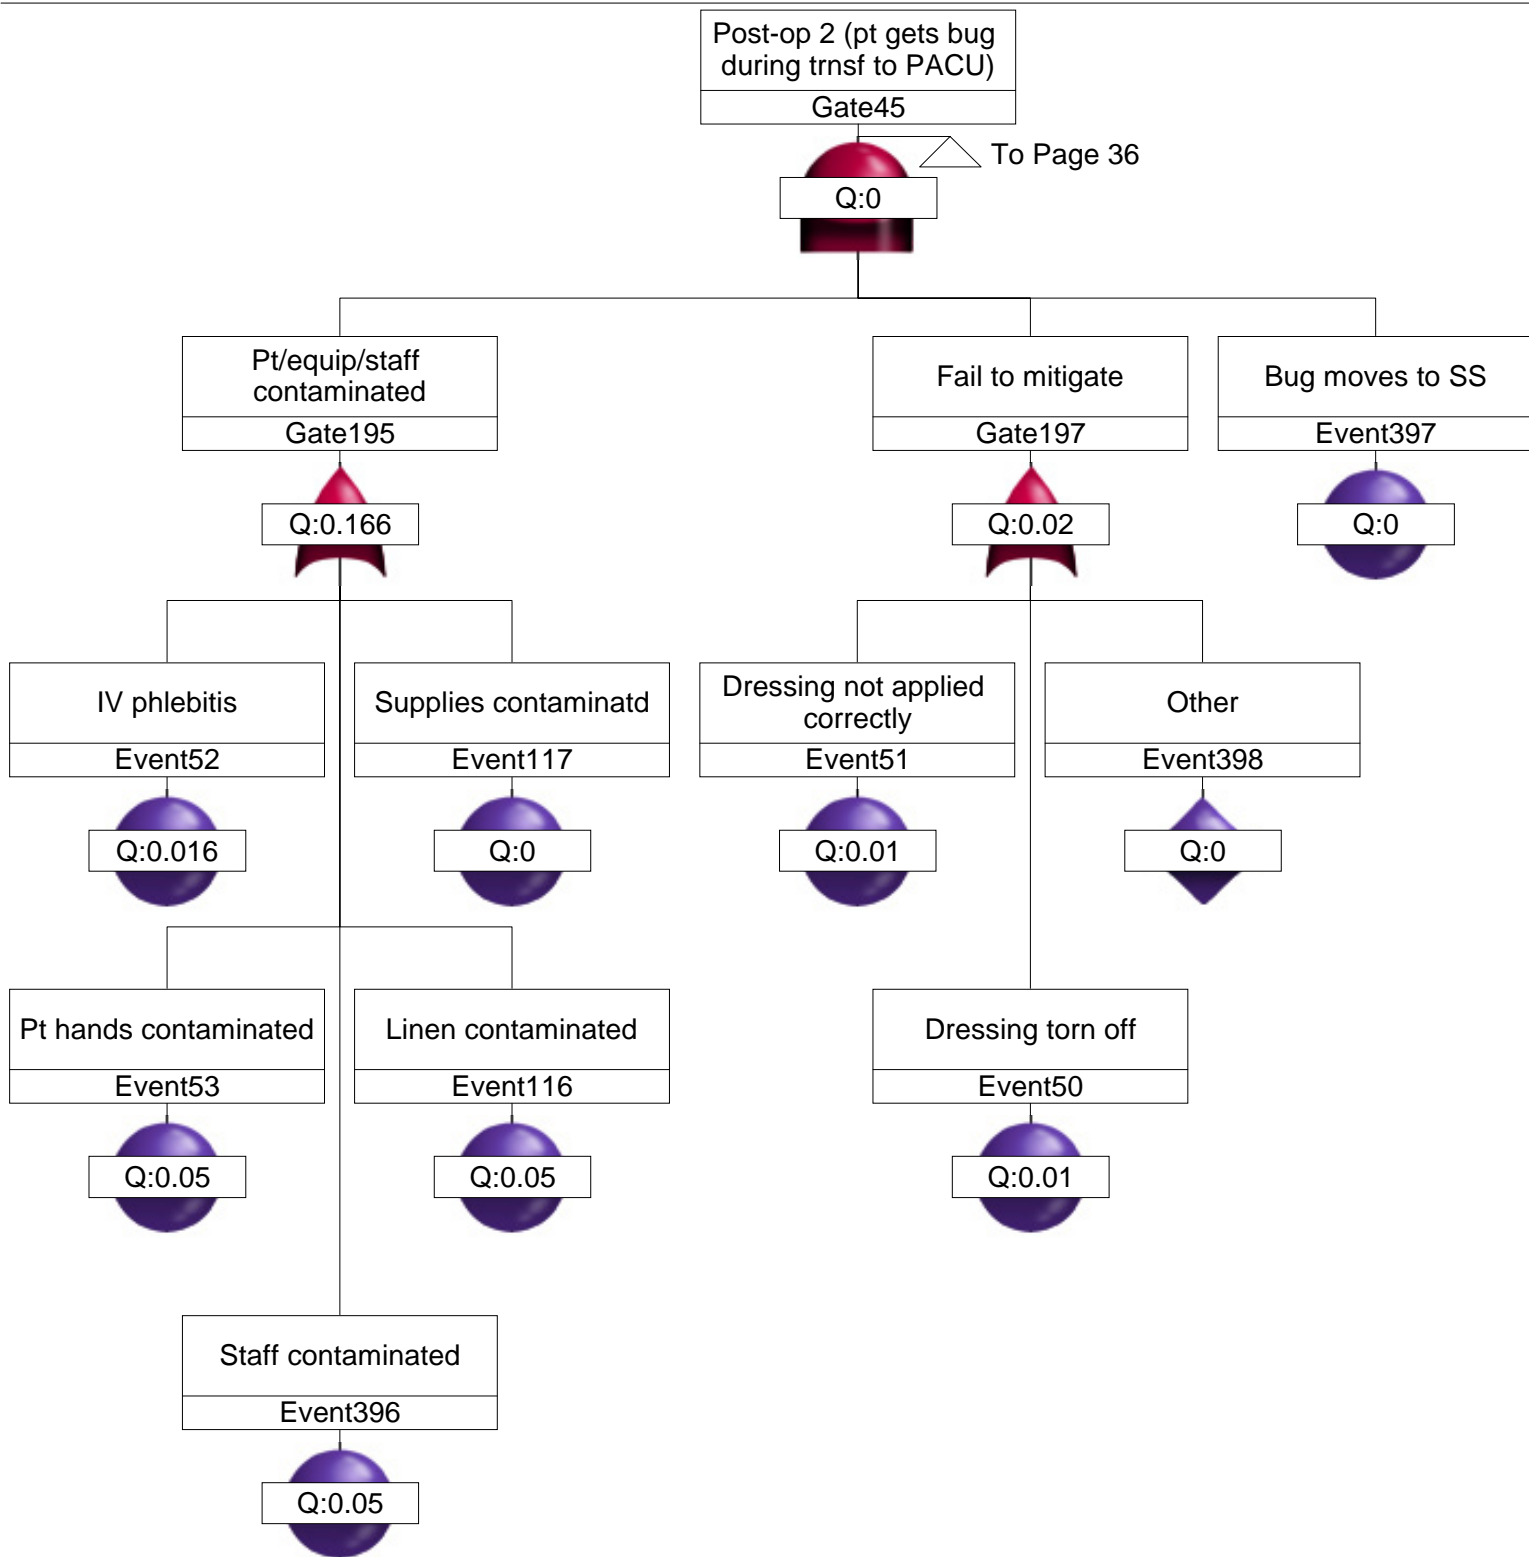 Post-op 2 (pt gets bug
during trnsf to PACU)
Gate45
To Page 36
Q:0
Pt/equip/staff
contaminated
Gate195
Q:0.166
Fail to mitigate
Gate197
Q:0.02
Bug moves to SS
Event397
Q:0
IV phlebitis
Event52
Q:0.016
Supplies contaminatd
Event117
Q:0
Dressing not applied
correctly
Event51
Q:0.01
Other
Event398
Q:0
Pt hands contaminated
Event53
Q:0.05
Linen contaminated
Event116
Q:0.05
Dressing torn off
Event50
Q:0.01
Staff contaminated
Event396
Q:0.05